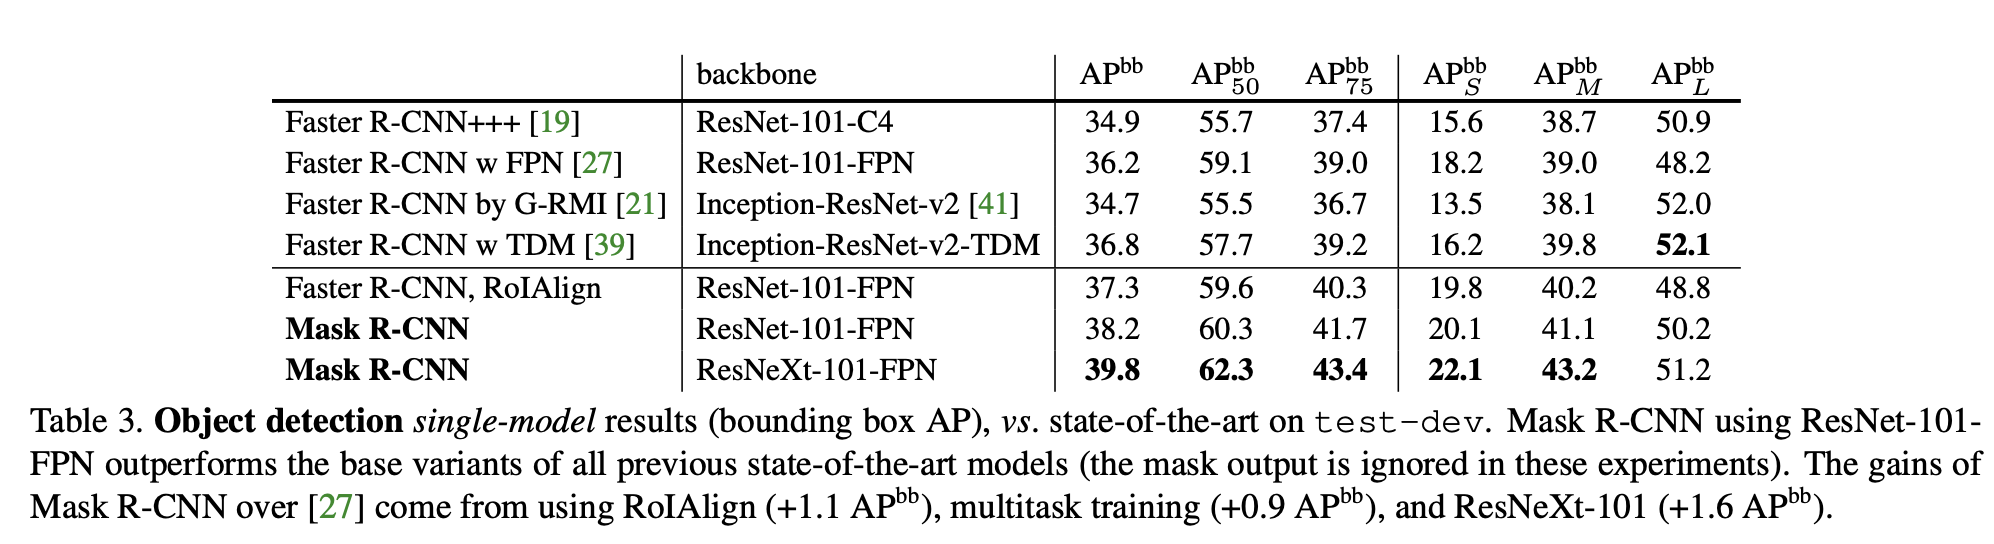 backbone AP^bb AP^bb_50 AP^bb_75 AP^bb_S AP^bb_M AP^bb_L
Faster R-CNN+++ [19] ResNet-101-C4 34.9 55.7 37.4 15.6 38.7 50.9
Faster R-CNN w FPN [27] ResNet-101-FPN 36.2 59.1 39.0 18.2 39.0 48.2
Faster R-CNN by G-RMI [21] Inception-ResNet-v2 [41] 34.7 55.5 36.7 13.5 38.1 52.0
Faster R-CNN w TDM [39] Inception-ResNet-v2-TDM 36.8 57.7 39.2 16.2 39.8 52.1
Faster R-CNN, RoIAlign ResNet-101-FPN 37.3 59.6 40.3 19.8 40.2 48.8
Mask R-CNN ResNet-101-FPN 38.2 60.3 41.7 20.1 41.1 50.2
Mask R-CNN ResNeXt-101-FPN 39.8 62.3 43.4 22.1 43.2 51.2
Table 3. Object detection single-model results (bounding box AP), vs. state-of-the-art on test-dev. Mask R-CNN using ResNet-101-
FPN outperforms the base variants of all previous state-of-the-art models (the mask output is ignored in these experiments). The gains of
Mask R-CNN over [27] come from using RoIAlign (+1.1 AP^bb), multitask training (+0.9 AP^bb), and ResNeXt-101 (+1.6 AP^bb).